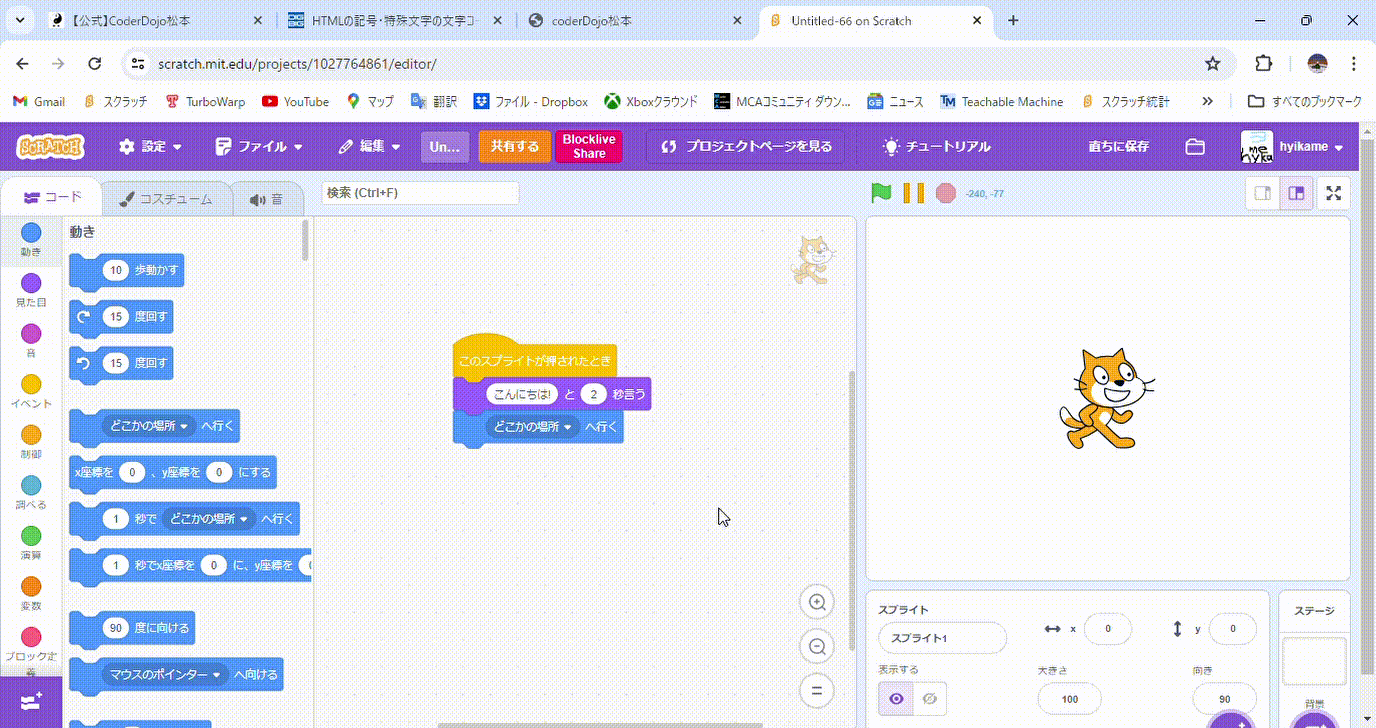 【公式】CoderDojo松本
HTMLの記号・特殊文字の文字コー
coderDojo松本
Untitled-66 on Scratch
scratch.mit.edu/projects/1027764861/editor/
Gmail
スクラッチ
TurboWarp
YouTube
マップ
翻訳
ファイル - Dropbox
Xboxクラウンド
MCAコミュニティ ダウン...
ニュース
Teachable Machine
スクラッチ統計
すべてのブックマーク
SCRATCH
設定
ファイル
編集
Un...
共有する
Blocklive
Share
プロジェクトページを見る
チュートリアル
直ちに保存
me
hyka
hyikame
コード
コスチューム
音
検索 (Ctrl+F)
-240, -77
動き
見た目
音
イベント
制御
調べる
演算
変数
ブロック定
義
動き
10 歩動かす
15 度回す
15 度回す
どこかの場所 へ行く
x座標を 0 、y座標を 0 にする
1 秒で どこかの場所 へ行く
1 秒でx座標を 0 に、y座標を
90 度に向ける
マウスのポインター へ向ける
このスプライトが押されたとき
こんにちは! と 2 秒言う
どこかの場所 へ行く
スプライト
スプライト1
x 0
y 0
表示する
大きさ
100
向き
90
ステージ
背景